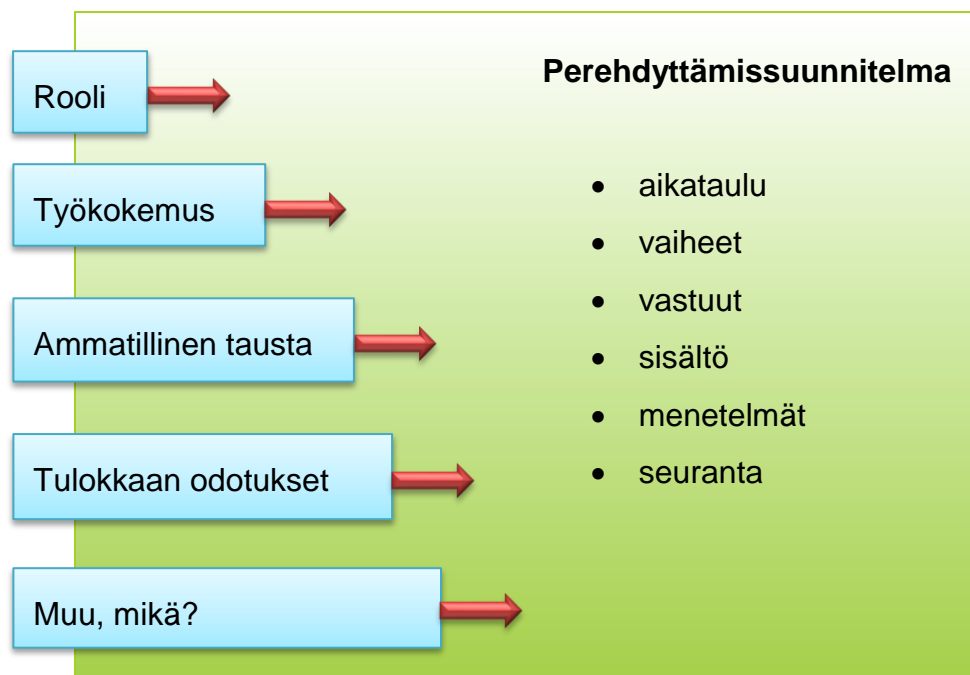 Rooli
Työkokemus
Ammatillinen tausta
Tulokkaan odotukset
Muu, mikä?
Perehdyttämissuunnitelma
• aikataulu
• vaiheet
• vastuut
• sisältö
• menetelmät
• seuranta